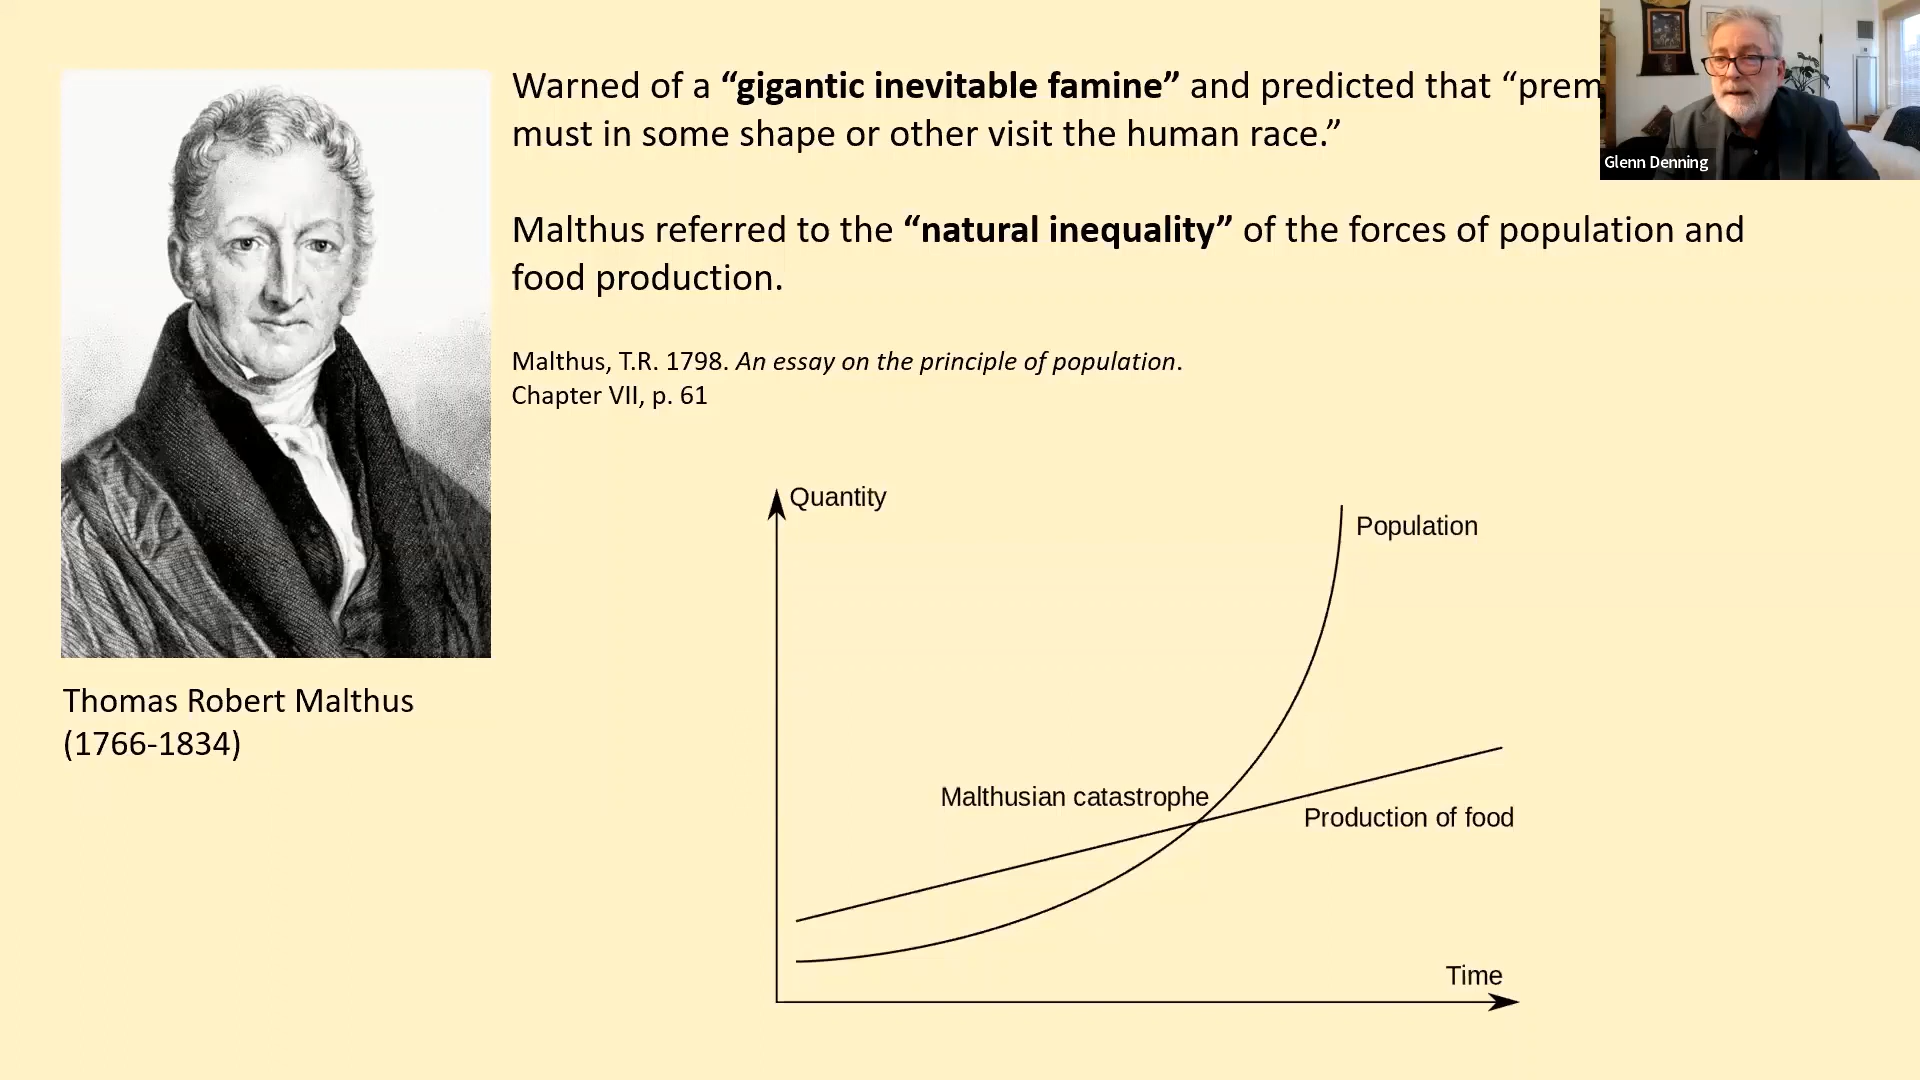 Warned of a “gigantic inevitable famine” and predicted that “prem
must in some shape or other visit the human race.”
Glenn Denning
Malthus referred to the “natural inequality” of the forces of population and
food production.
Malthus, T.R. 1798. An essay on the principle of population.
Chapter VII, p. 61
Thomas Robert Malthus
(1766-1834)
Quantity
Population
Malthusian catastrophe
Production of food
Time